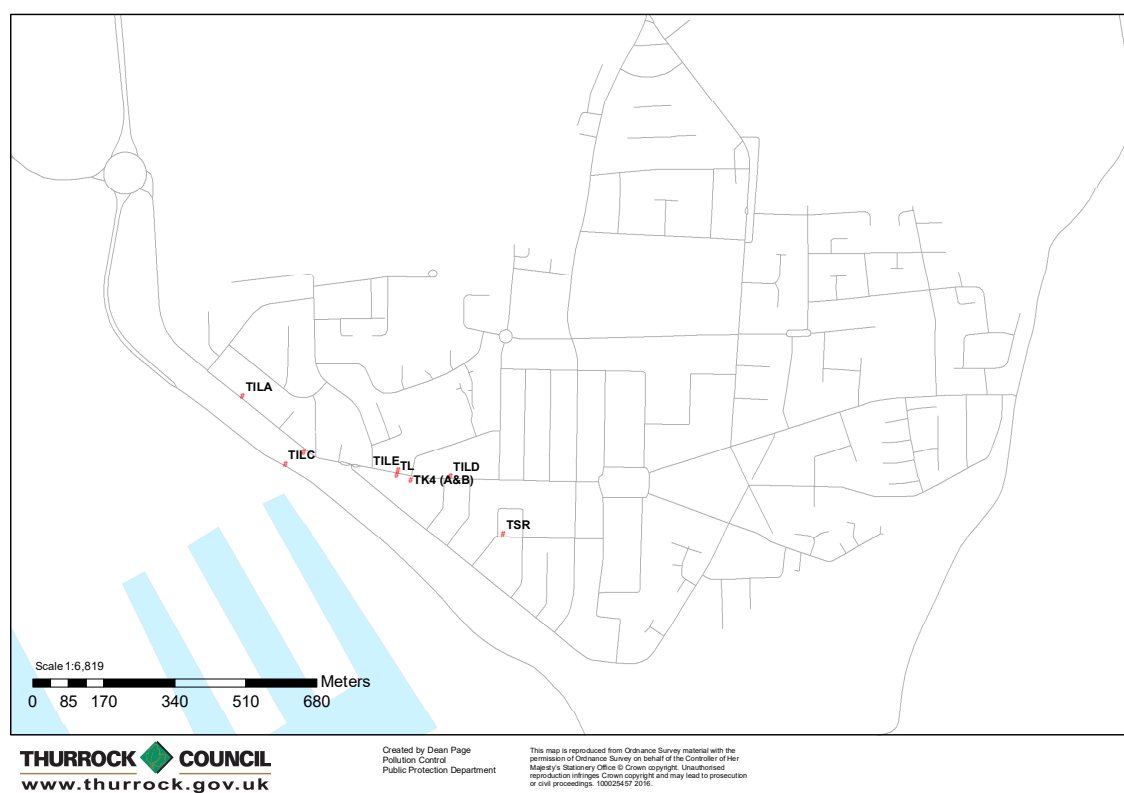 TILA
TILC
TILE
TL
TILD
TK4 (A&B)
TSR
Scale 1:6,819
Meters
0 85 170 340 510 680
THURROCK COUNCIL
www.thurrock.gov.uk
Created by Dean Page
Pollution Control
Public Protection Department
This map is reproduced from Ordnance Survey material with the
permission of Ordnance Survey on behalf of the Controller of Her
Majesty's Stationery Office © Crown copyright. Unauthorised
reproduction infringes Crown copyright and may lead to prosecution
or civil proceedings. 100025457 2016.